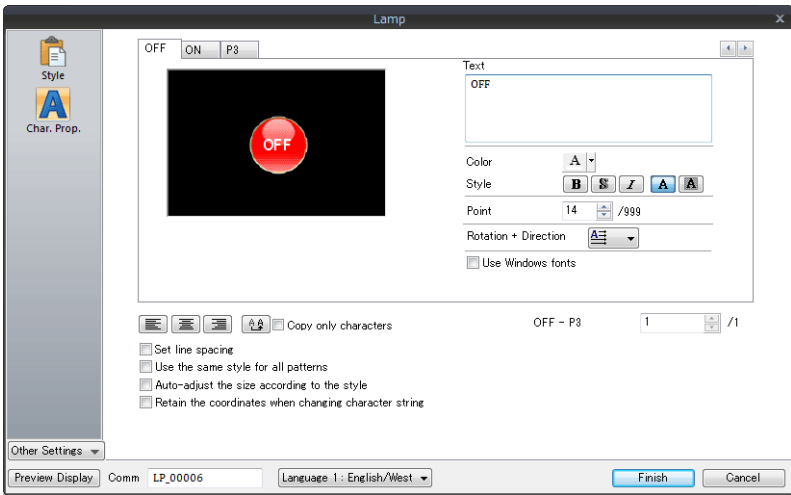 Lamp
x
Style
Char. Prop.
OFF
ON
P3
OFF
Text
OFF
Color
A
Style
B S I A A
Point
14
/999
Rotation + Direction
A
Use Windows fonts
A A
Copy only characters
OFF - P3
1
/1
Set line spacing
Use the same style for all patterns
Auto-adjust the size according to the style
Retain the coordinates when changing character string
Other Settings
Preview Display
Comm
LP_00006
Language 1 : English/West
Finish
Cancel